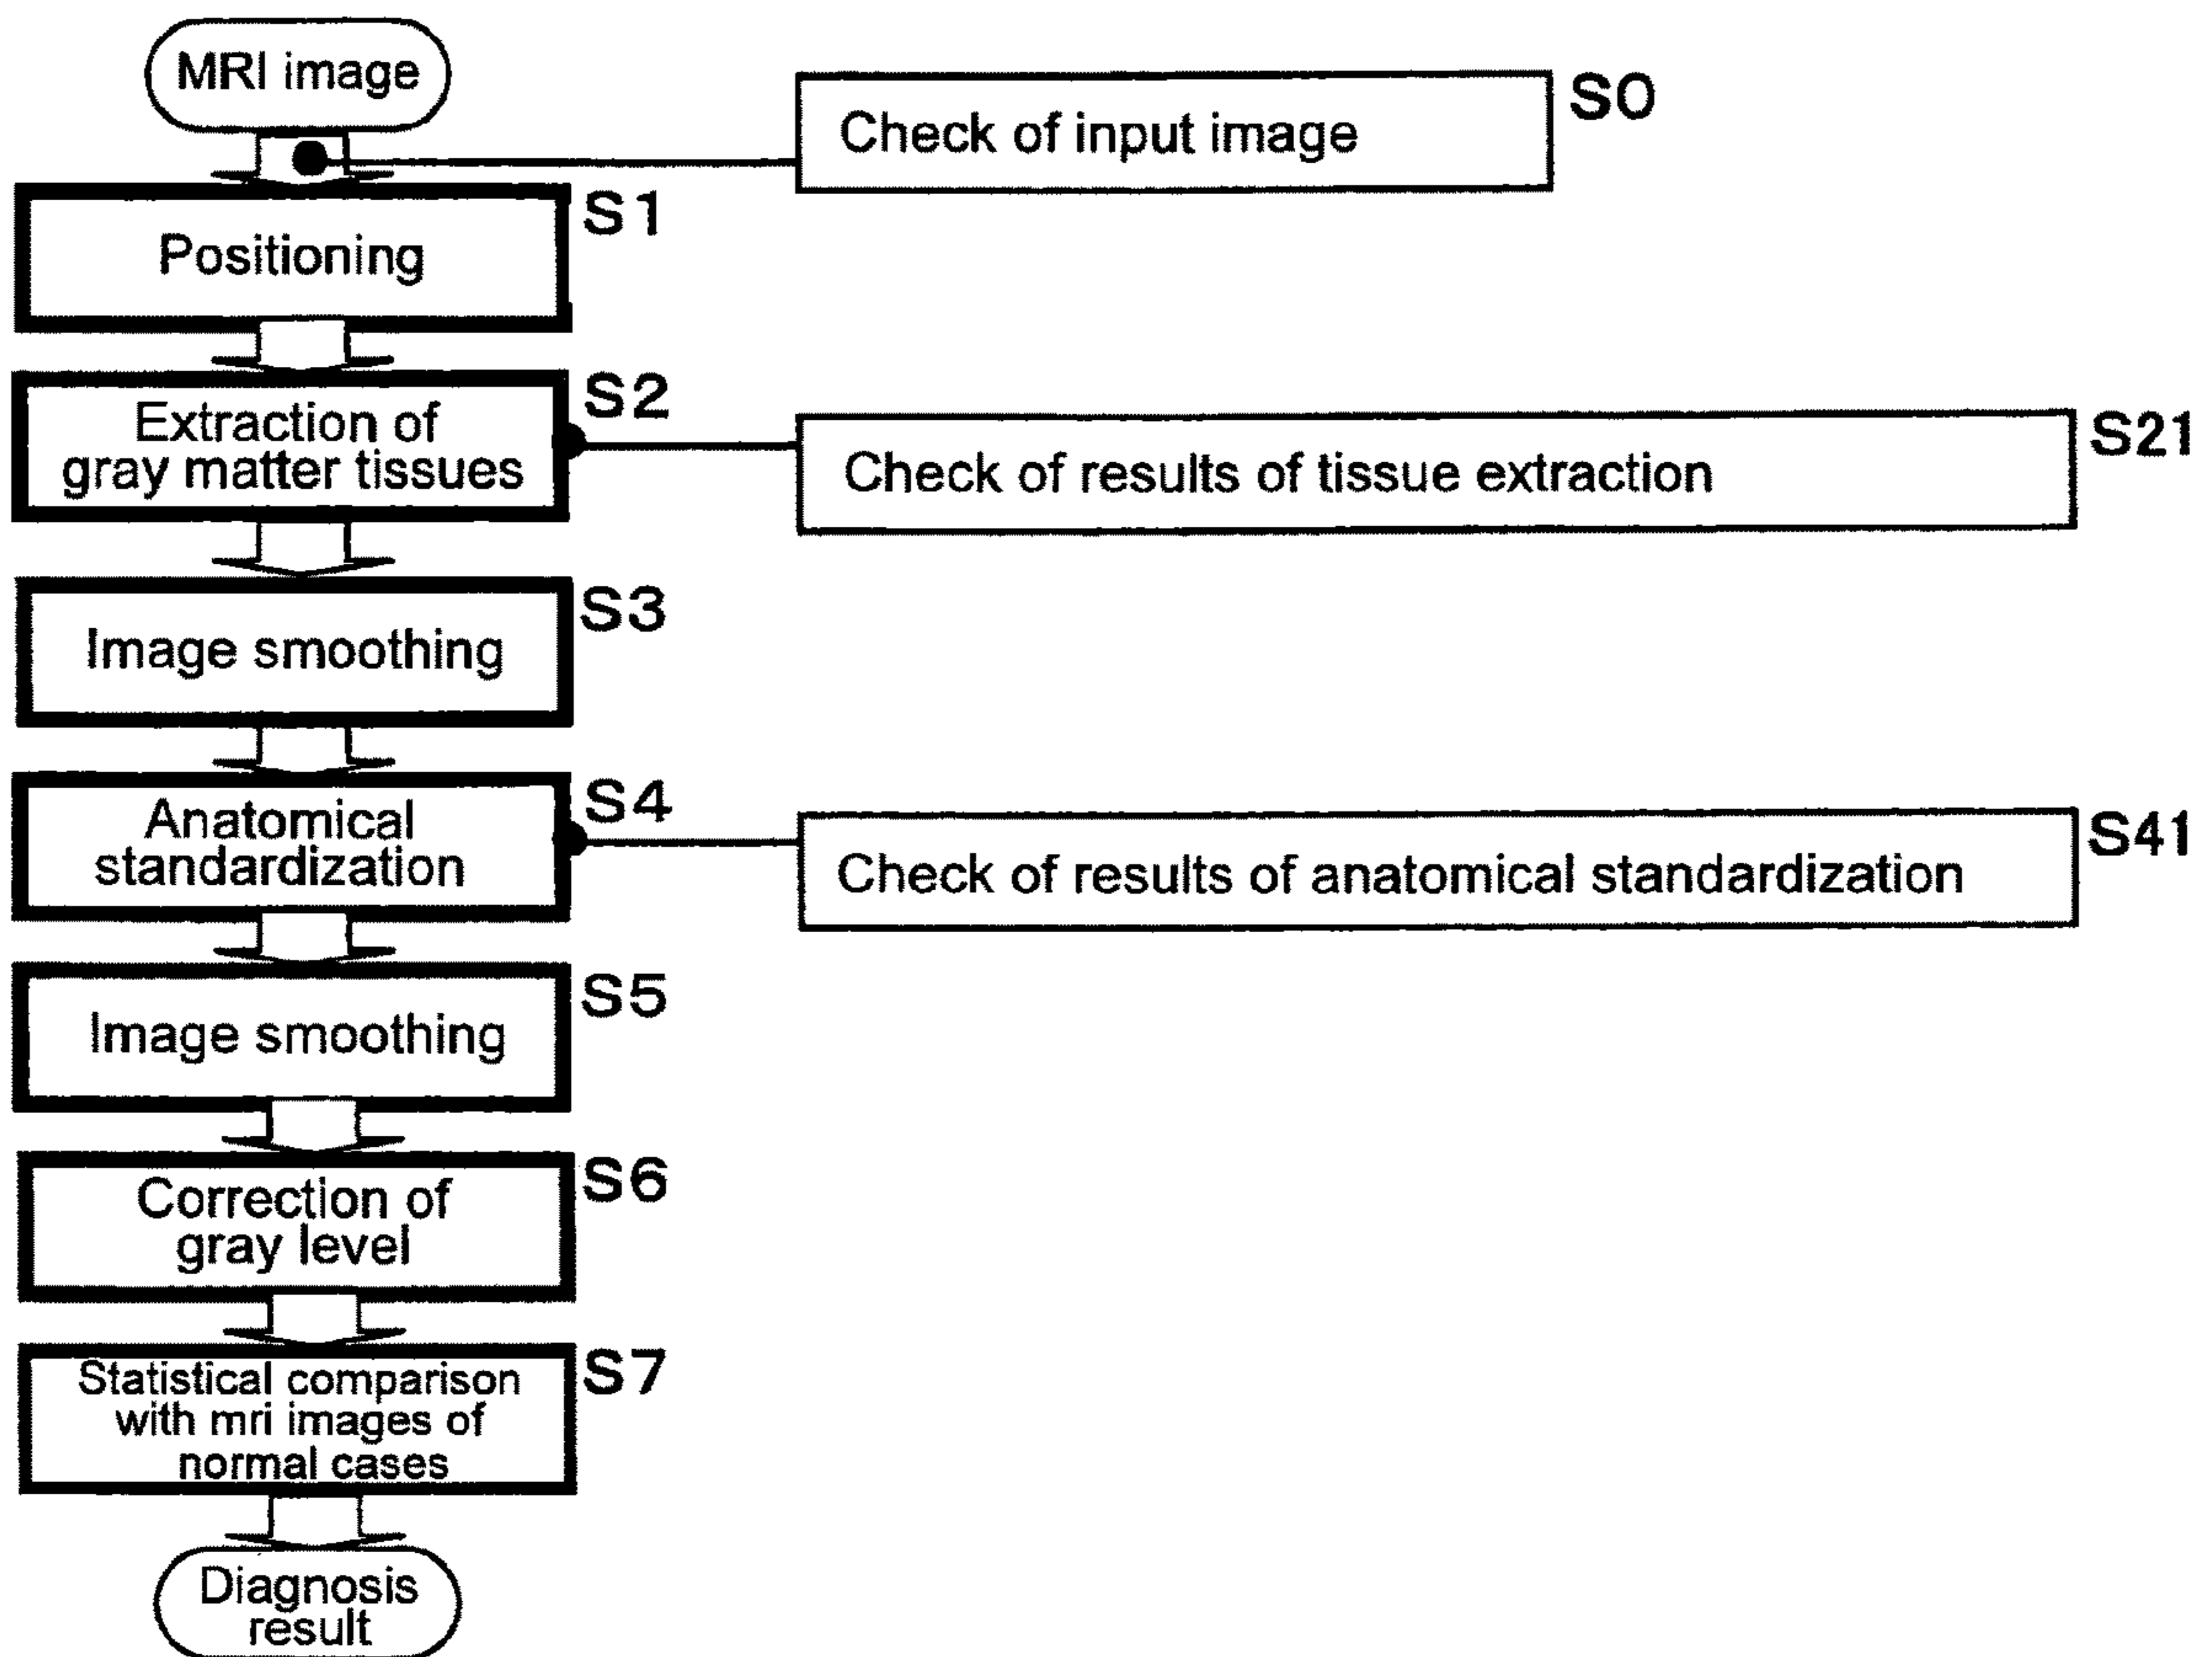 MRI image
Check of input image
S0
Positioning
S1
Extraction of
gray matter tissues
S2
Check of results of tissue extraction
S21
Image smoothing
S3
Anatomical
standardization
S4
Check of results of anatomical standardization
S41
Image smoothing
S5
Correction of
gray level
S6
Statistical comparison
with mri images of
normal cases
S7
Diagnosis
result